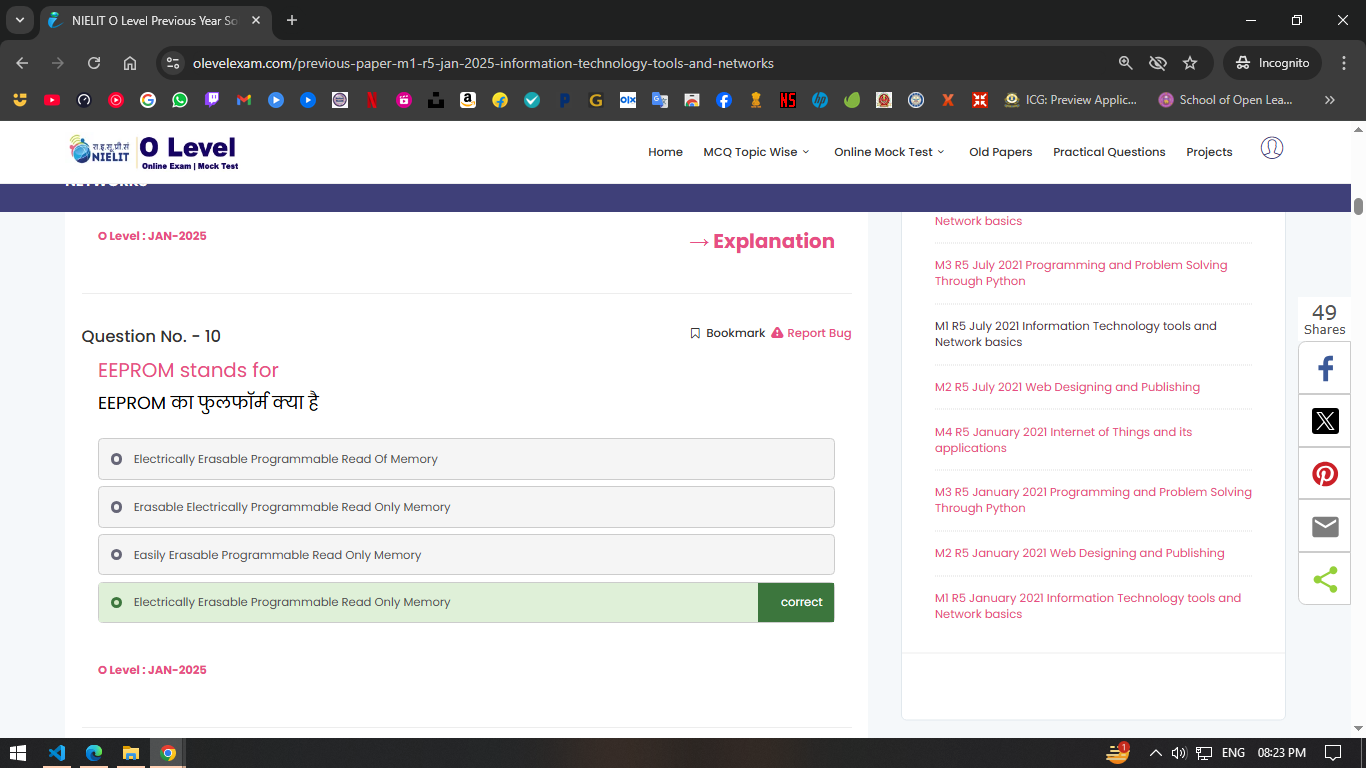 NIELIT O Level Previous Year So
olevelexam.com/previous-paper-m1-r5-jan-2025-information-technology-tools-and-networks
Incognito
ICG: Preview Applic...
School of Open Lea...
NIELIT
O Level
Online Exam | Mock Test
Home
MCQ Topic Wise
Online Mock Test
Old Papers
Practical Questions
Projects
NETWORKS
O Level : JAN-2025
→ Explanation
Question No. - 10
Bookmark
Report Bug
EEPROM stands for
EEPROM का फुलफॉर्म क्या है
Electrically Erasable Programmable Read Of Memory
Erasable Electrically Programmable Read Only Memory
Easily Erasable Programmable Read Only Memory
Electrically Erasable Programmable Read Only Memory
correct
O Level : JAN-2025
Network basics
M3 R5 July 2021 Programming and Problem Solving
Through Python
M1 R5 July 2021 Information Technology tools and
Network basics
M2 R5 July 2021 Web Designing and Publishing
M4 R5 January 2021 Internet of Things and its
applications
M3 R5 January 2021 Programming and Problem Solving
Through Python
M2 R5 January 2021 Web Designing and Publishing
M1 R5 January 2021 Information Technology tools and
Network basics
49
Shares
1
ENG
08:23 PM